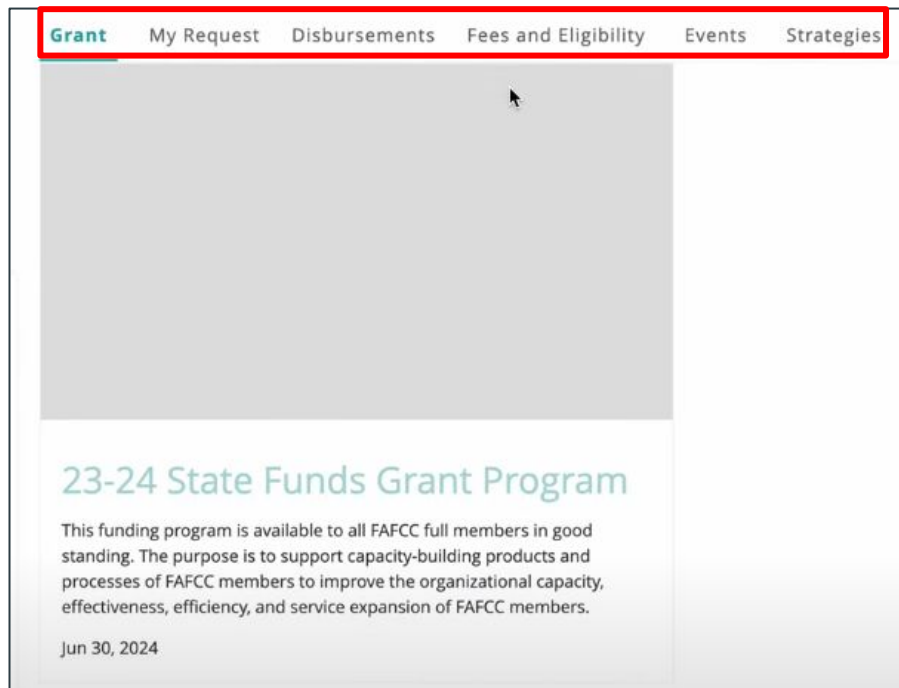 Grant My Request Disbursements Fees and Eligibility Events Strategies
23-24 State Funds Grant Program
This funding program is available to all FAFCC full members in good
standing. The purpose is to support capacity-building products and
processes of FAFCC members to improve the organizational capacity,
effectiveness, efficiency, and service expansion of FAFCC members.
Jun 30, 2024